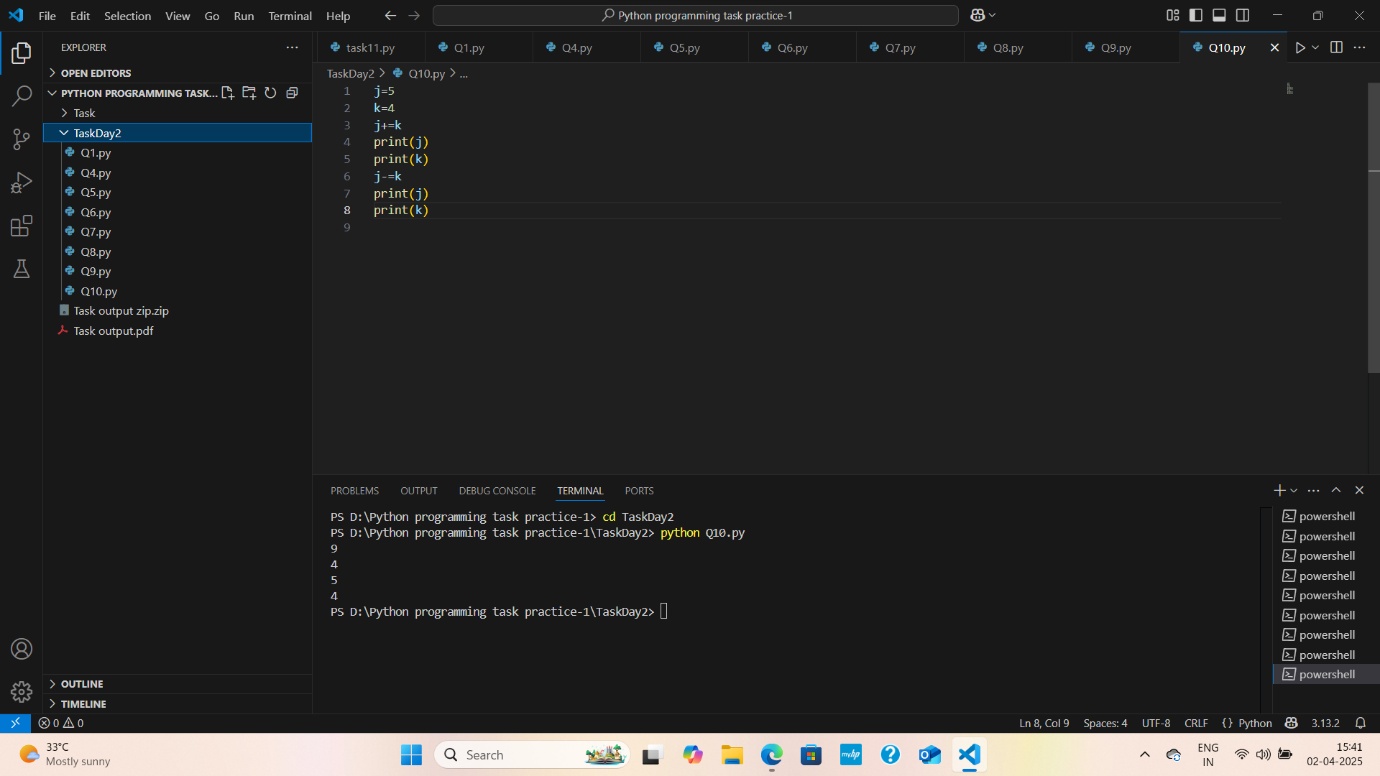 File Edit Selection View Go Run Terminal Help
Python programming task practice-1
EXPLORER
OPEN EDITORS
PYTHON PROGRAMMING TASK...
Task
TaskDay2
Q1.py
Q4.py
Q5.py
Q6.py
Q7.py
Q8.py
Q9.py
Q10.py
Task output zip.zip
Task output.pdf
OUTLINE
TIMELINE
task11.py Q1.py Q4.py Q5.py Q6.py Q7.py Q8.py Q9.py Q10.py
TaskDay2 > Q10.py > ...
1 j=5
2 k=4
3 j+=k
4 print(j)
5 print(k)
6 j-=k
7 print(j)
8 print(k)
9
PROBLEMS OUTPUT DEBUG CONSOLE TERMINAL PORTS
PS D:\Python programming task practice-1> cd TaskDay2
PS D:\Python programming task practice-1\TaskDay2> python Q10.py
9
4
5
4
PS D:\Python programming task practice-1\TaskDay2>
powershell
powershell
powershell
powershell
powershell
powershell
powershell
powershell
powershell
0 0 Ln 8, Col 9 Spaces: 4 UTF-8 CRLF {} Python 3.13.2
33°C
Mostly sunny
Search
myhp
ENG
IN
15:41
02-04-2025